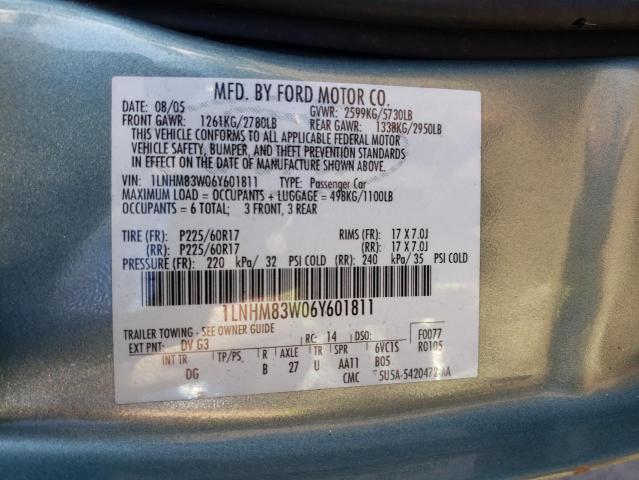 MFD. BY FORD MOTOR CO.
DATE: 08/05 GVWR: 2599KG/5730LB
FRONT GAWR: 1261KG/2780LB REAR GAWR: 1338KG/2950LB
THIS VEHICLE CONFORMS TO ALL APPLICABLE FEDERAL MOTOR
VEHICLE SAFETY, BUMPER, AND THEFT PREVENTION STANDARDS
IN EFFECT ON THE DATE OF MANUFACTURE SHOWN ABOVE.
VIN: 1LNHM83W06Y601811 TYPE: Passenger Car
MAXIMUM LOAD = OCCUPANTS + LUGGAGE = 498KG/1100LB
OCCUPANTS = 6 TOTAL; 3 FRONT, 3 REAR
TIRE (FR): P225/60R17 RIMS (FR): 17 X 7.0J
(RR): P225/60R17 (RR): 17 X 7.0J
PRESSURE (FR): 220 kPa/ 32 PSI COLD (RR): 240 kPa/ 35 PSI COLD
1LNHM83W06Y601811
TRAILER TOWING - SEE OWNER GUIDE F0077
EXT PNT: DV G3 RC: 14 DSO: R0105
INT TR TP/PS R AXLE TR SPR 6YC1S
DG B 27 U AA11 B05
CMC 5U5A-5420472-AA